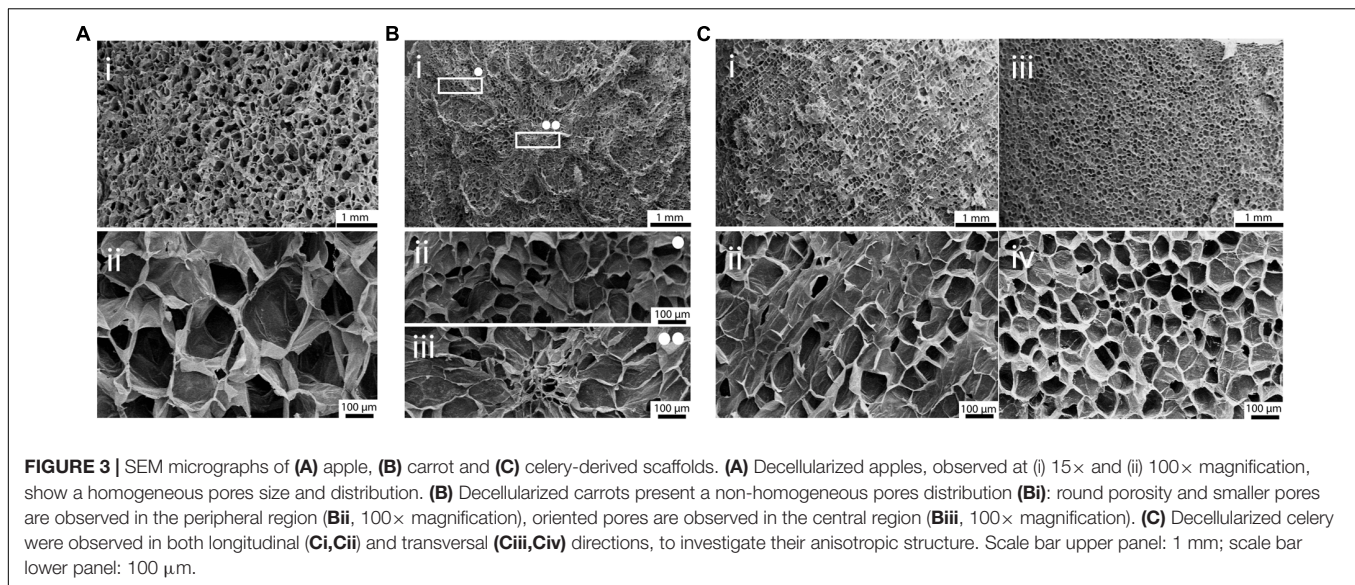 A
B
C
i
i
i
iii
1 mm
1 mm
1 mm
1 mm
ii
ii
100 µm
iii
ii
iv
100 µm
100 µm
100 µm
100 µm
FIGURE 3 | SEM micrographs of (A) apple, (B) carrot and (C) celery-derived scaffolds. (A) Decellularized apples, observed at (i) 15× and (ii) 100× magnification,
show a homogeneous pores size and distribution. (B) Decellularized carrots present a non-homogeneous pores distribution (Bi): round porosity and smaller pores
are observed in the peripheral region (Bii, 100× magnification), oriented pores are observed in the central region (Biii, 100× magnification). (C) Decellularized celery
were observed in both longitudinal (Ci,Cii) and transversal (Ciii,Civ) directions, to investigate their anisotropic structure. Scale bar upper panel: 1 mm; scale bar
lower panel: 100 µm.